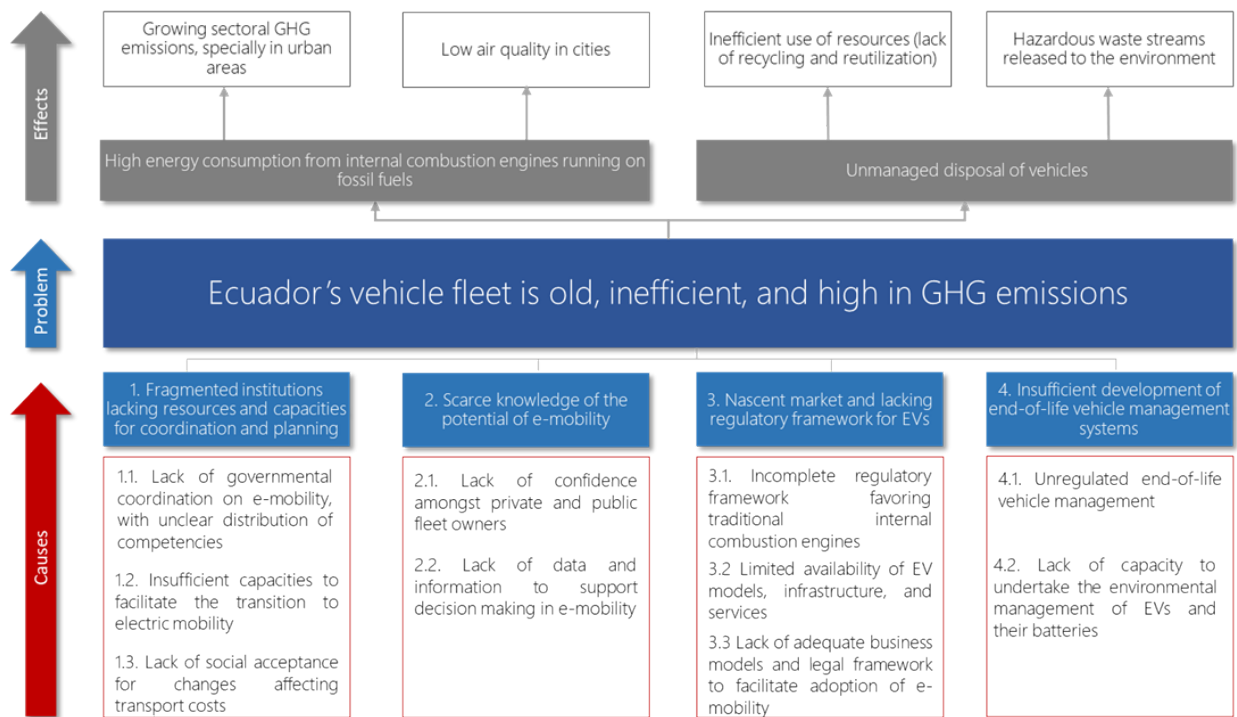 Effects
Growing sectoral GHG
emissions, specially in urban
areas
Low air quality in cities
Inefficient use of resources (lack
of recycling and reutilization)
Hazardous waste streams
released to the environment
High energy consumption from internal combustion engines running on
fossil fuels
Unmanaged disposal of vehicles
Problem
Ecuador's vehicle fleet is old, inefficient, and high in GHG emissions
Causes
1. Fragmented institutions
lacking resources and capacities
for coordination and planning
2. Scarce knowledge of the
potential of e-mobility
3. Nascent market and lacking
regulatory framework for EVs
4. Insufficient development of
end-of-life vehicle management
systems
1.1. Lack of governmental
coordination on e-mobility,
with unclear distribution of
competencies
1.2. Insufficient capacities to
facilitate the transition to
electric mobility
1.3. Lack of social acceptance
for changes affecting
transport costs
2.1. Lack of confidence
amongst private and public
fleet owners
2.2. Lack of data and
information to support
decision making in e-mobility
3.1. Incomplete regulatory
framework favoring
traditional internal
combustion engines
3.2 Limited availability of EV
models, infrastructure, and
services
3.3 Lack of adequate business
models and legal framework
to facilitate adoption of e-
mobility
4.1. Unregulated end-of-life
vehicle management
4.2. Lack of capacity to
undertake the environmental
management of EVs and
their batteries